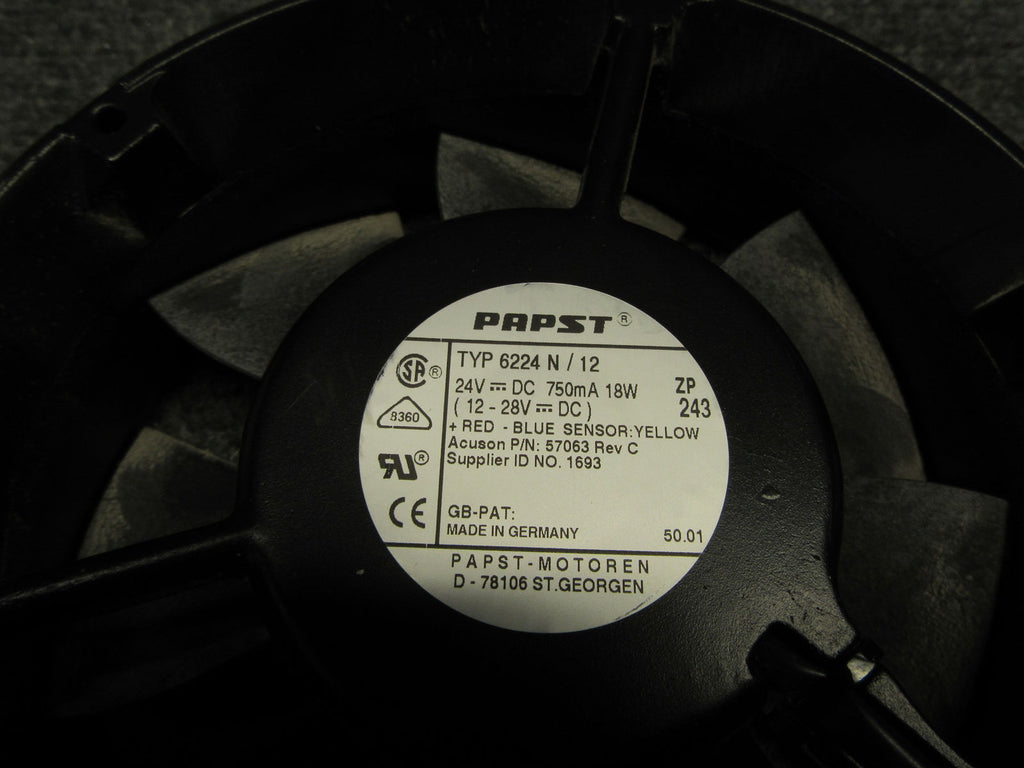 PAPST ®
TYP 6224 N / 12
24V ⎓ DC 750mA 18W
( 12 - 28V ⎓ DC )
ZP
243
+ RED - BLUE SENSOR:YELLOW
Acuson P/N: 57063 Rev C
Supplier ID NO. 1693
SA ®
8360
RU ®
CE
GB-PAT:
MADE IN GERMANY
50.01
PAPST-MOTOREN
D - 78106 ST.GEORGEN